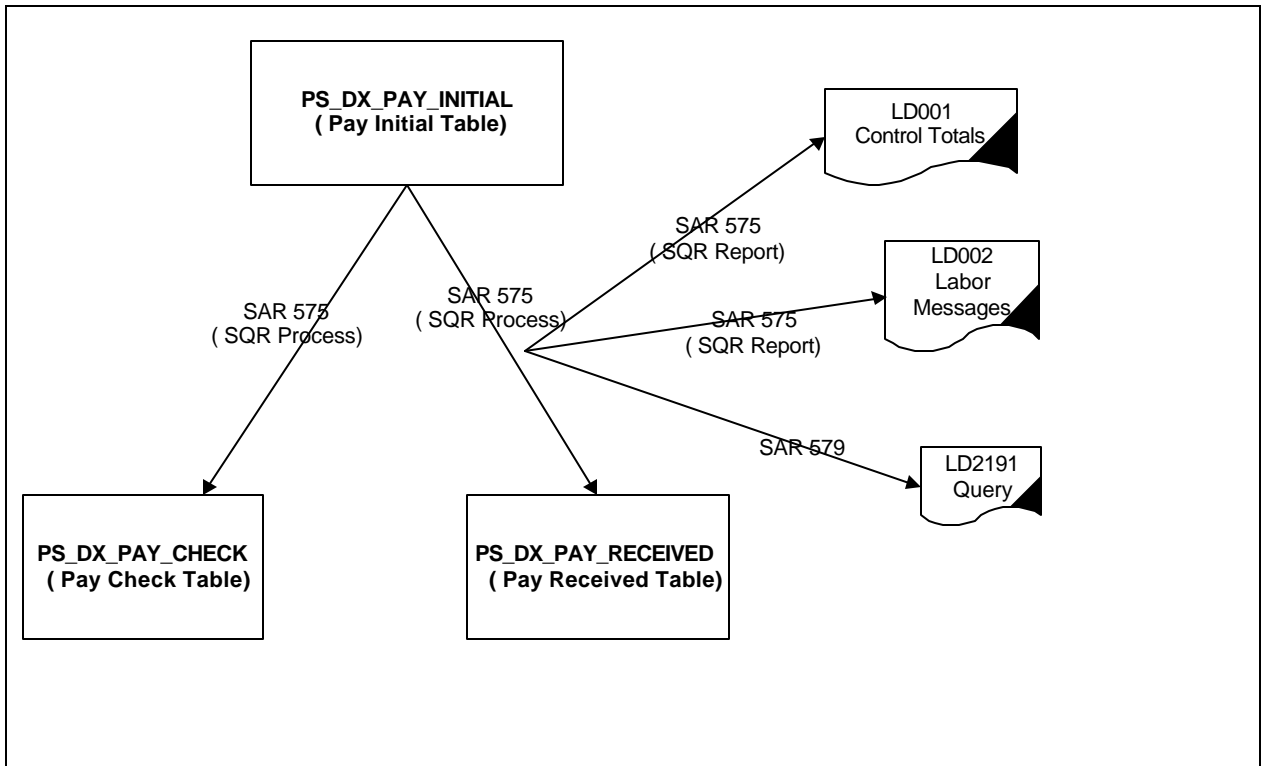 PS_DX_PAY_INITIAL
( Pay Initial Table)
LD001
Control Totals
SAR 575
( SQR Report)
LD002
Labor
Messages
SAR 575
( SQR Process)
SAR 575
( SQR Process)
SAR 575
( SQR Report)
SAR 579
LD2191
Query
PS_DX_PAY_CHECK
( Pay Check Table)
PS_DX_PAY_RECEIVED
( Pay Received Table)